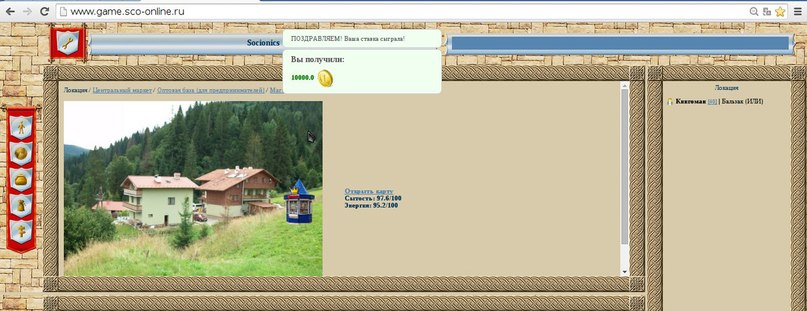 www.game.sco-online.ru
Socionics
ПОЗДРАВЛЯЕМ! Ваша ставка сыграла!
Вы получили:
10000.0
Локация / Центральный маркет / Оптовая база (для предпринимателей) / Маг
Открыть карту
Сытость: 97.6/100
Энергия: 95.2/100
Локация
Книгоман [60] | Бальзак (ИЛИ)